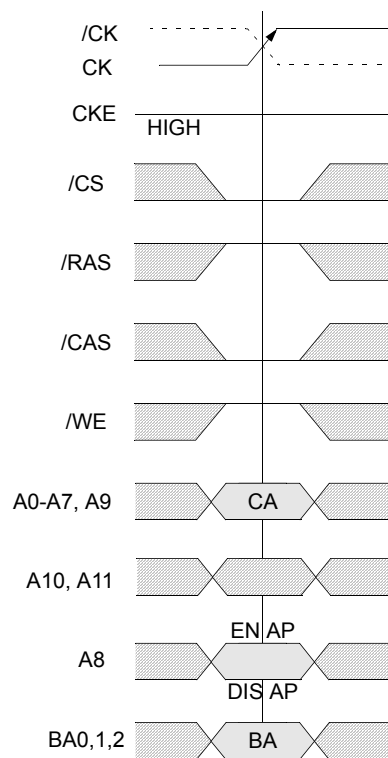 /CK
CK
CKE
HIGH
/CS
/RAS
/CAS
/WE
A0-A7, A9
CA
A10, A11
EN AP
A8
DIS AP
BA0,1,2
BA